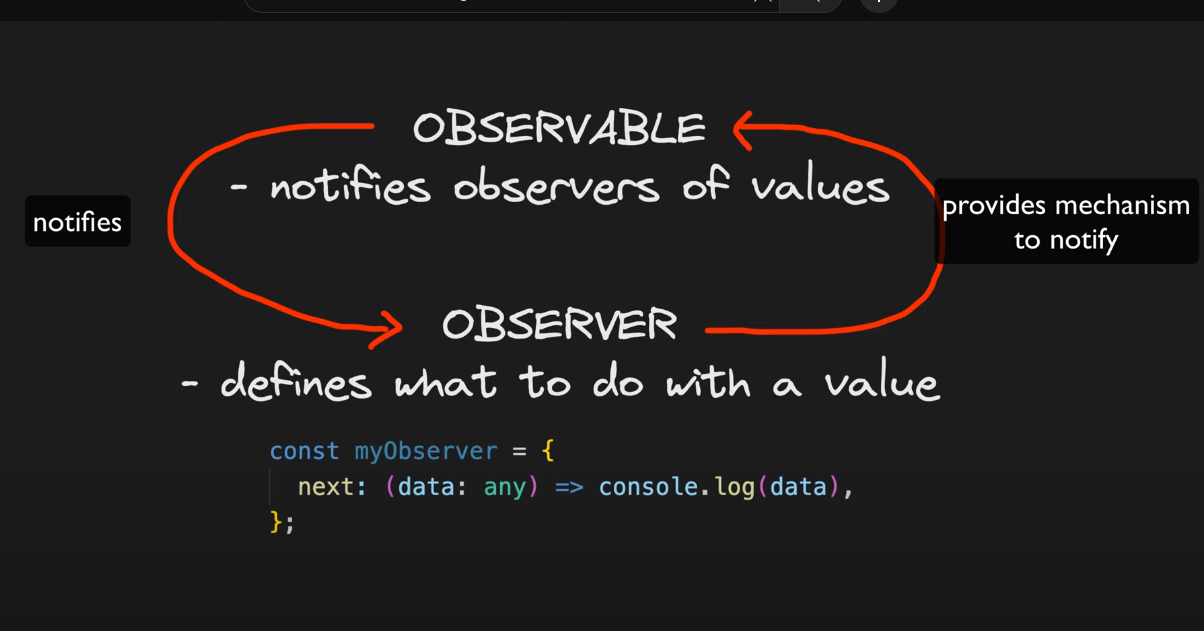 OBSERVABLE
- notifies observers of values
notifies
provides mechanism
to notify
OBSERVER
- defines what to do with a value
const myObserver = {
  next: (data: any) => console.log(data),
};